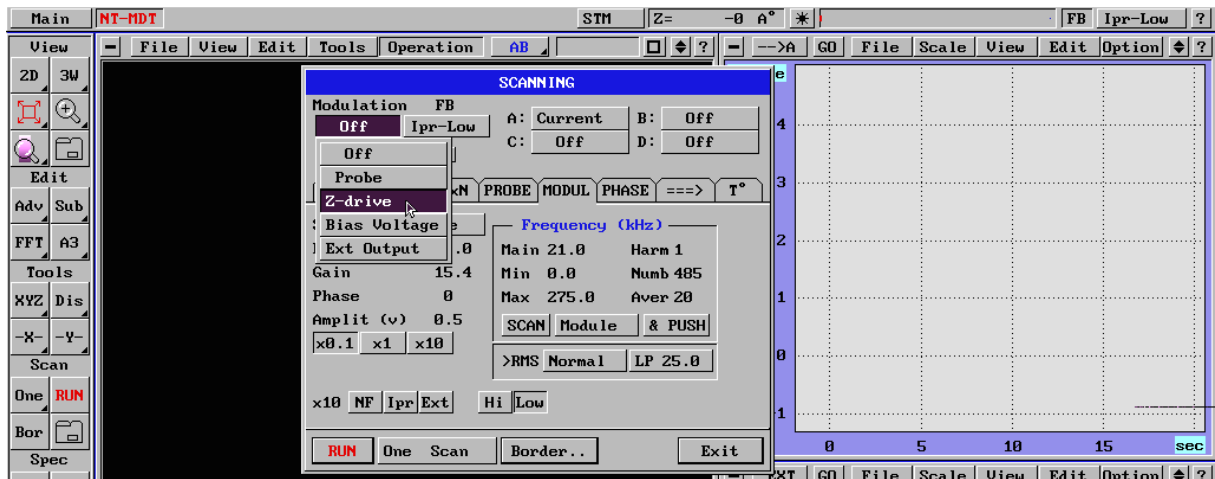 Main NT-MDT STM Z= -0 A° FB Ipr-Low ?
View - File View Edit Tools Operation AB ? - -->A GO File Scale View Edit Option ?
2D 3W
SCANNING
Modulation FB
Off Ipr-Low A: Current B: Off
C: Off D: Off
Off
Probe
Z-drive
Bias Voltage
Ext Output
xN PROBE MODUL PHASE ===> T°
Edit
Adv Sub
FFT A3
Tools
XYZ Dis
-X- -Y-
Scan
One RUN
Bor
Spec
.0
Gain 15.4
Phase 0
Amplit (v) 0.5
x0.1 x1 x10
Frequency (kHz)
Main 21.0 Harm 1
Min 0.0 Numb 485
Max 275.0 Aver 20
SCAN Module & PUSH
>RMS Normal LP 25.0
x10 NF Ipr Ext Hi Low
RUN One Scan Border.. Exit
4
3
2
1
0
-1
0 5 10 15 sec
GO File Scale View Edit Option ?